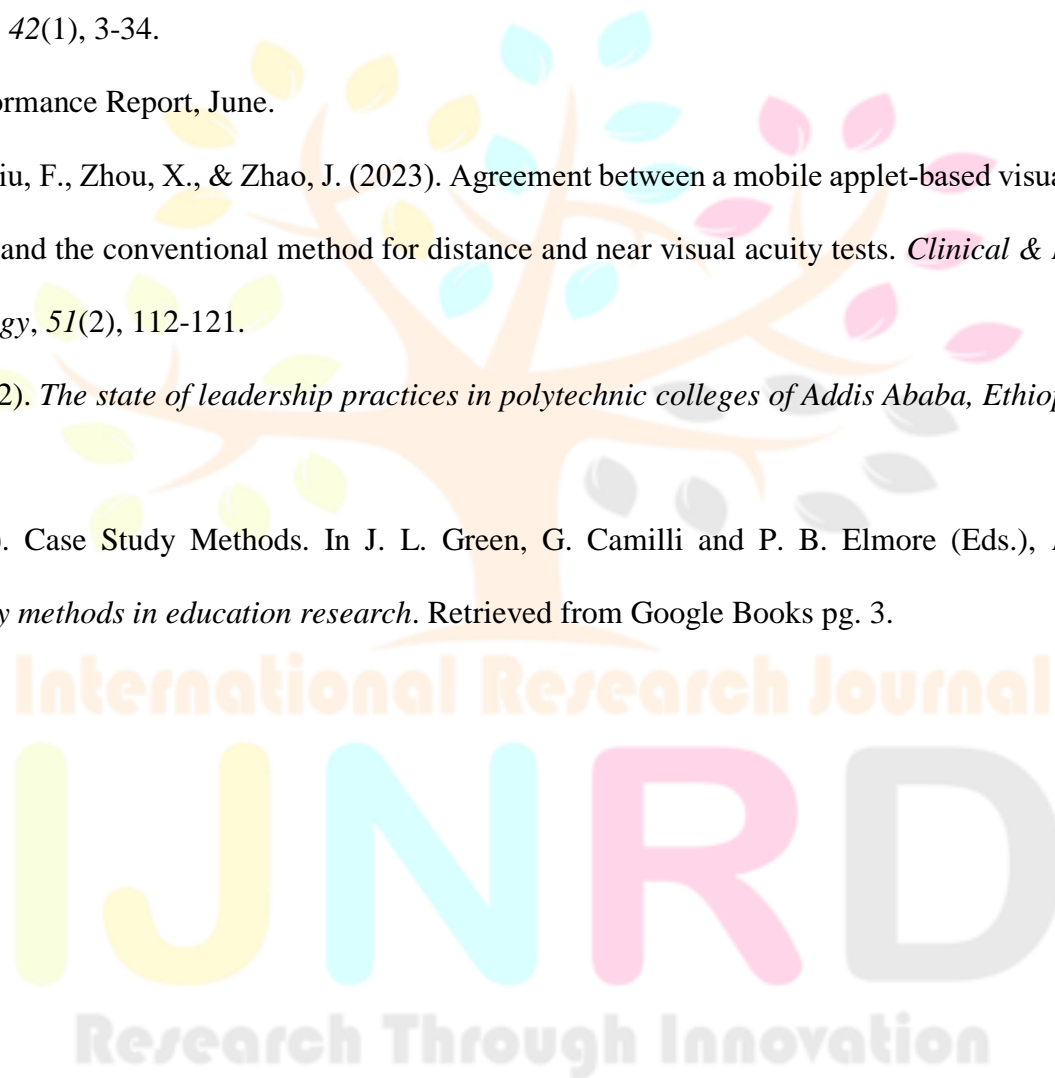 42(1), 3-34.
ormance Report, June.
iu, F., Zhou, X., & Zhao, J. (2023). Agreement between a mobile applet-based visua
and the conventional method for distance and near visual acuity tests. Clinical &
gy, 51(2), 112-121.
2). The state of leadership practices in polytechnic colleges of Addis Ababa, Ethiop
). Case Study Methods. In J. L. Green, G. Camilli and P. B. Elmore (Eds.),
y methods in education research. Retrieved from Google Books pg. 3.
International Research Journal
IJNRD
Research Through Innovation